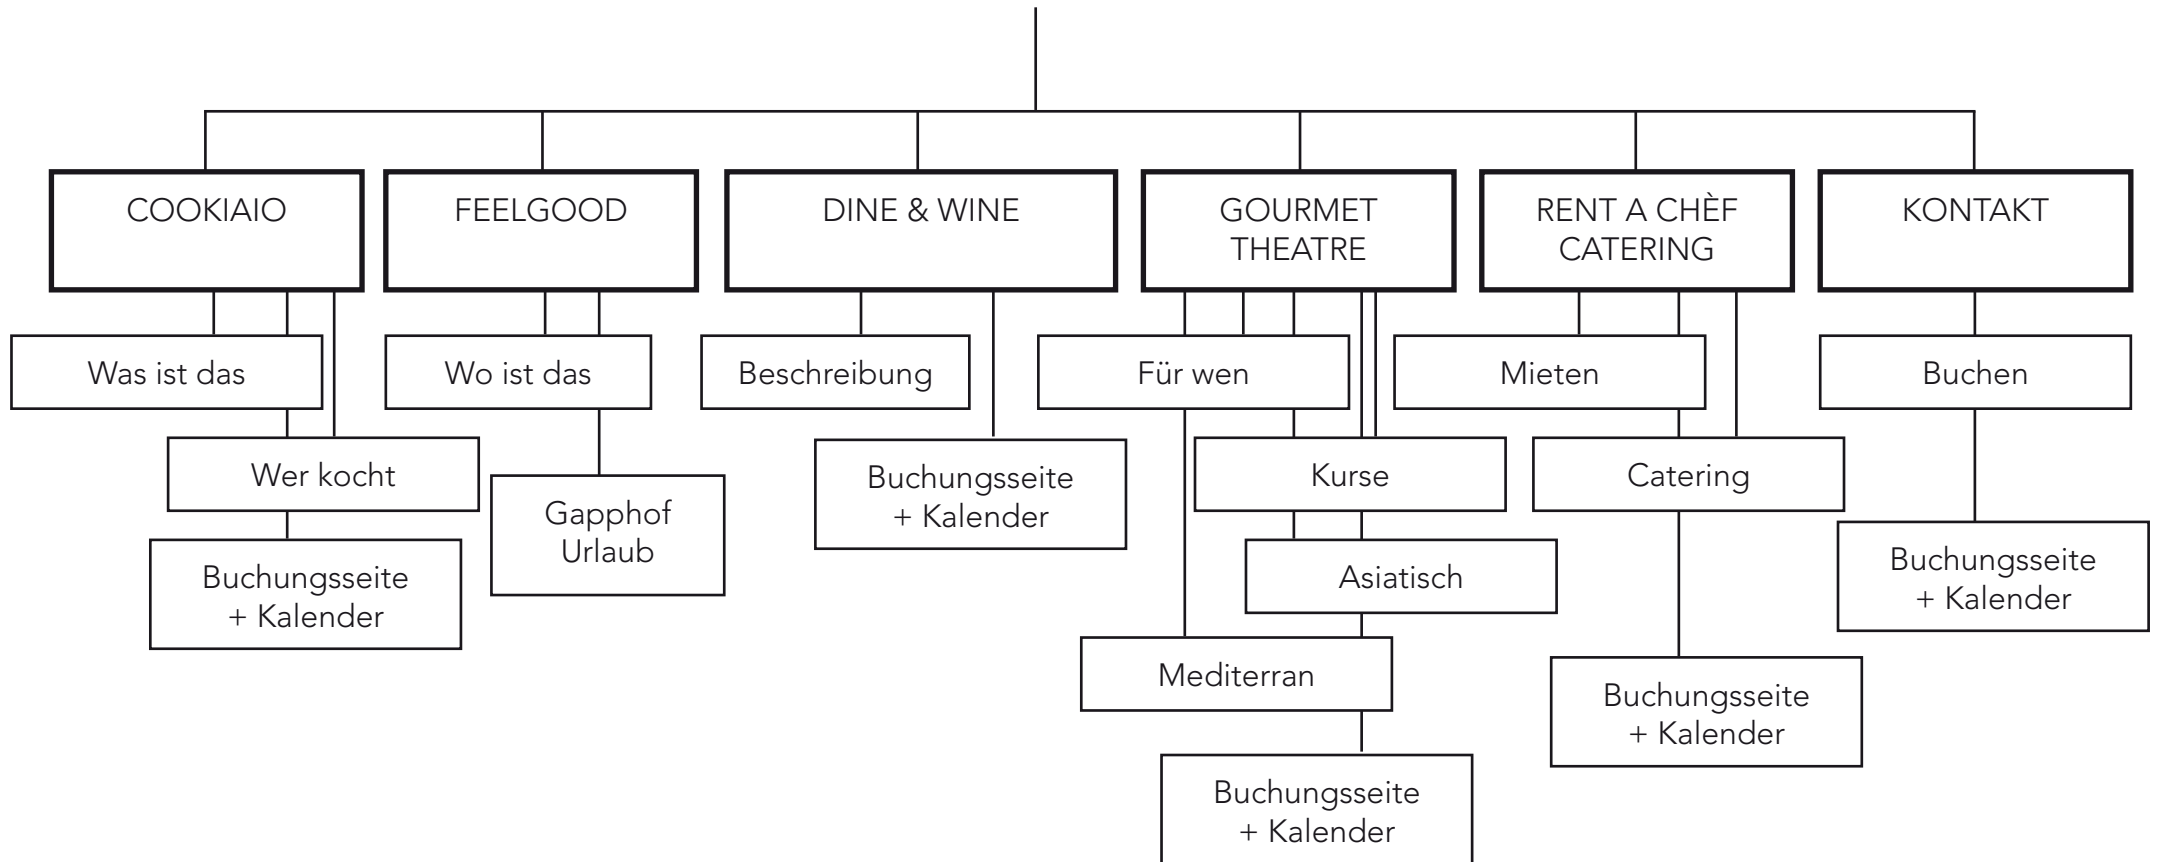 COOKIAIO
FEELGOOD
DINE & WINE
GOURMET
THEATRE
RENT A CHÈF
CATERING
KONTAKT
Was ist das
Wo ist das
Beschreibung
Für wen
Mieten
Buchen
Wer kocht
Gapphof
Urlaub
Buchungsseite
+ Kalender
Kurse
Catering
Buchungsseite
+ Kalender
Asiatisch
Buchungsseite
+ Kalender
Mediterran
Buchungsseite
+ Kalender
Buchungsseite
+ Kalender